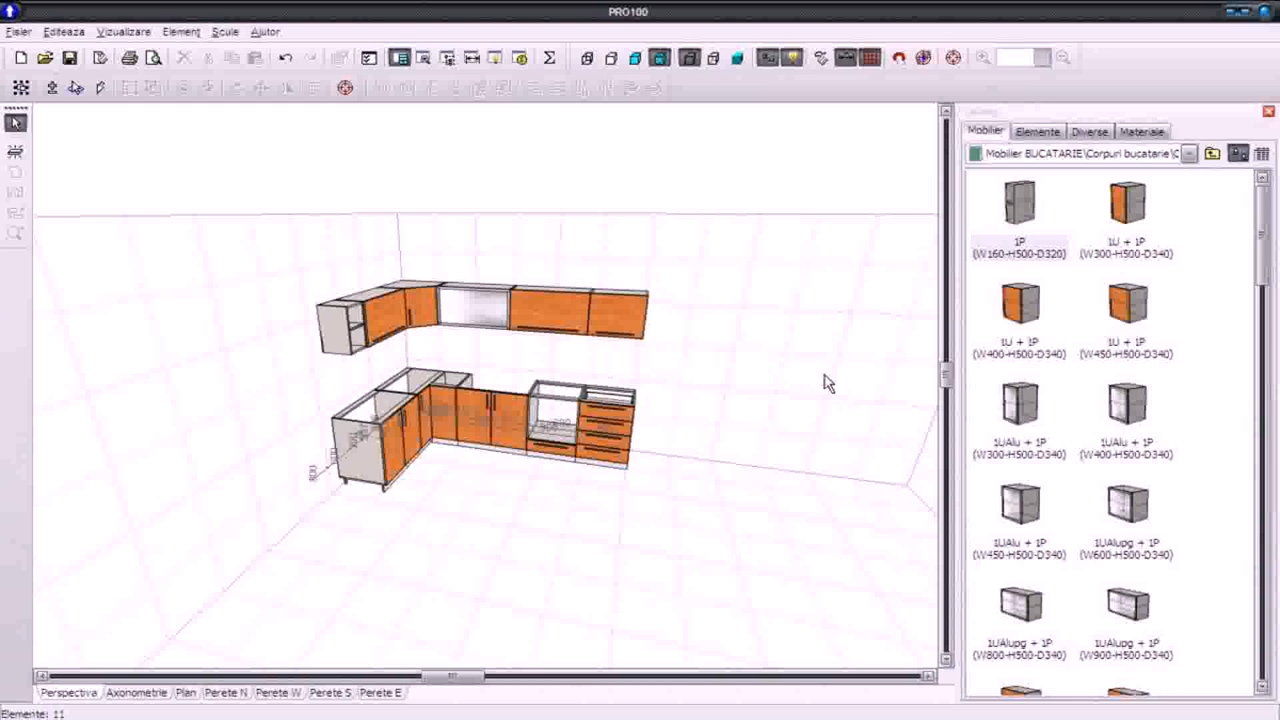 PRO100
Fisier Editeaza Vizualizare Element Scule Ajutor
Mobilier Elemente Diverse Materiale
Mobilier BUCATARIE\Corpuri bucatarie\C
1P 1U + 1P
(W160-H500-D320) (W300-H500-D340)
1U + 1P 1U + 1P
(W400-H500-D340) (W450-H500-D340)
1UAlu + 1P 1UAlu + 1P
(W300-H500-D340) (W400-H500-D340)
1UAlu + 1P 1UAlupg + 1P
(W450-H500-D340) (W600-H500-D340)
1UAlupg + 1P 1UAlupg + 1P
(W800-H500-D340) (W900-H500-D340)
Perspectiva Axonometrie Plan Perete N Perete W Perete S Perete E
Elemente: 11